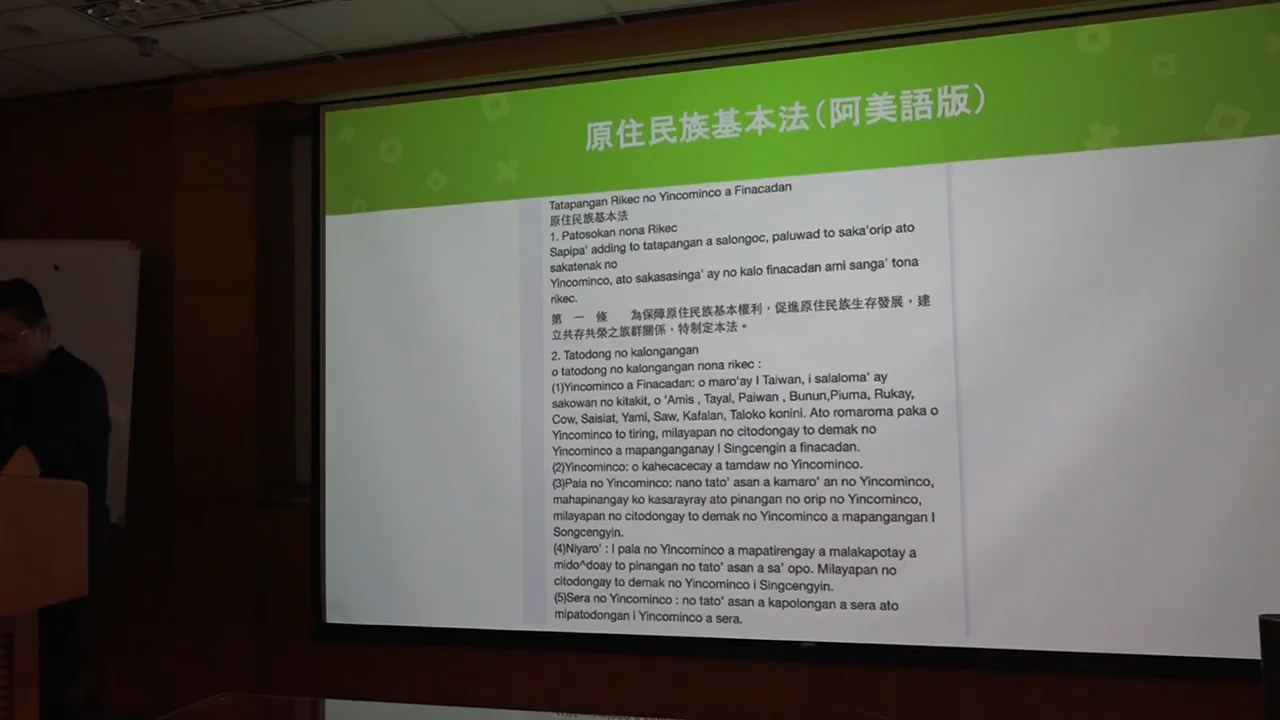 原住民族基本法(阿美語版)
Tatapangan Rikec no Yincominco a Finacadan
原住民族基本法
1. Patosokan nona Rikec
Sapipa' adding to tatapangan a salongoc, paluwad to saka'orip ato
sakatenak no
Yincominco, ato sakasasinga' ay no kalo finacadan ami sanga' tona
rikec.
第 一 條 為保障原住民族基本權利，促進原住民族生存發展，建
立共存共榮之族群關係，特制定本法。
2. Tatodong no kalongangan
o tatodong no kalongangan nona rikec :
(1)Yincominco a Finacadan: o maro'ay I Taiwan, i salaloma' ay
sakowan no kitakit, o 'Amis , Tayal, Paiwan , Bunun,Piuma, Rukay,
Cow, Saisiat, Yami, Saw, Kafalan, Taloko konini. Ato romaroma paka o
Yincominco to tiring, milayapan no citodongay to demak no
Yincominco a mapanganganay I Singcengin a finacadan.
(2)Yincominco: o kahecacecay a tamdaw no Yincominco.
(3)Pala no Yincominco: nano tato' asan a kamaro' an no Yincominco,
mahapinangay ko kasarayray ato pinangan no orip no Yincominco,
milayapan no citodongay to demak no Yincominco a mapangangan I
Songcengyin.
(4)Niyaro' : I pala no Yincominco a mapatirengay a malakapotay a
mido^doay to pinangan no tato' asan a sa' opo. Milayapan no
citodongay to demak no Yincominco i Singcengyin.
(5)Sera no Yincominco : no tato' asan a kapolongan a sera ato
mipatodongan i Yincominco a sera.